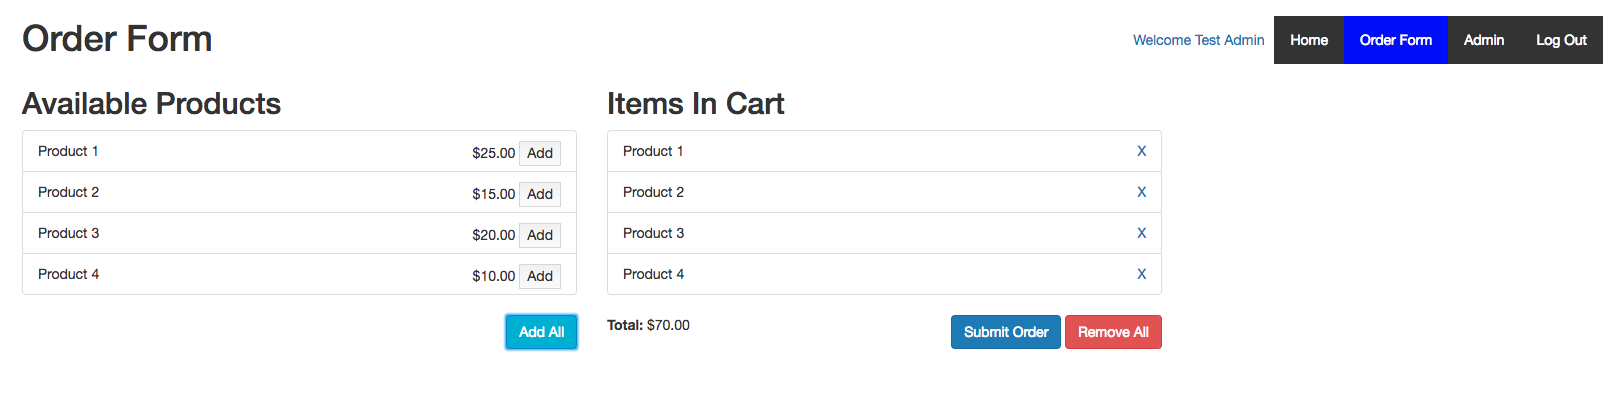 Order Form
Welcome Test Admin Home Order Form Admin Log Out
Available Products
Product 1 $25.00 Add
Product 2 $15.00 Add
Product 3 $20.00 Add
Product 4 $10.00 Add
Add All
Items In Cart
Product 1 X
Product 2 X
Product 3 X
Product 4 X
Total: $70.00 Submit Order Remove All